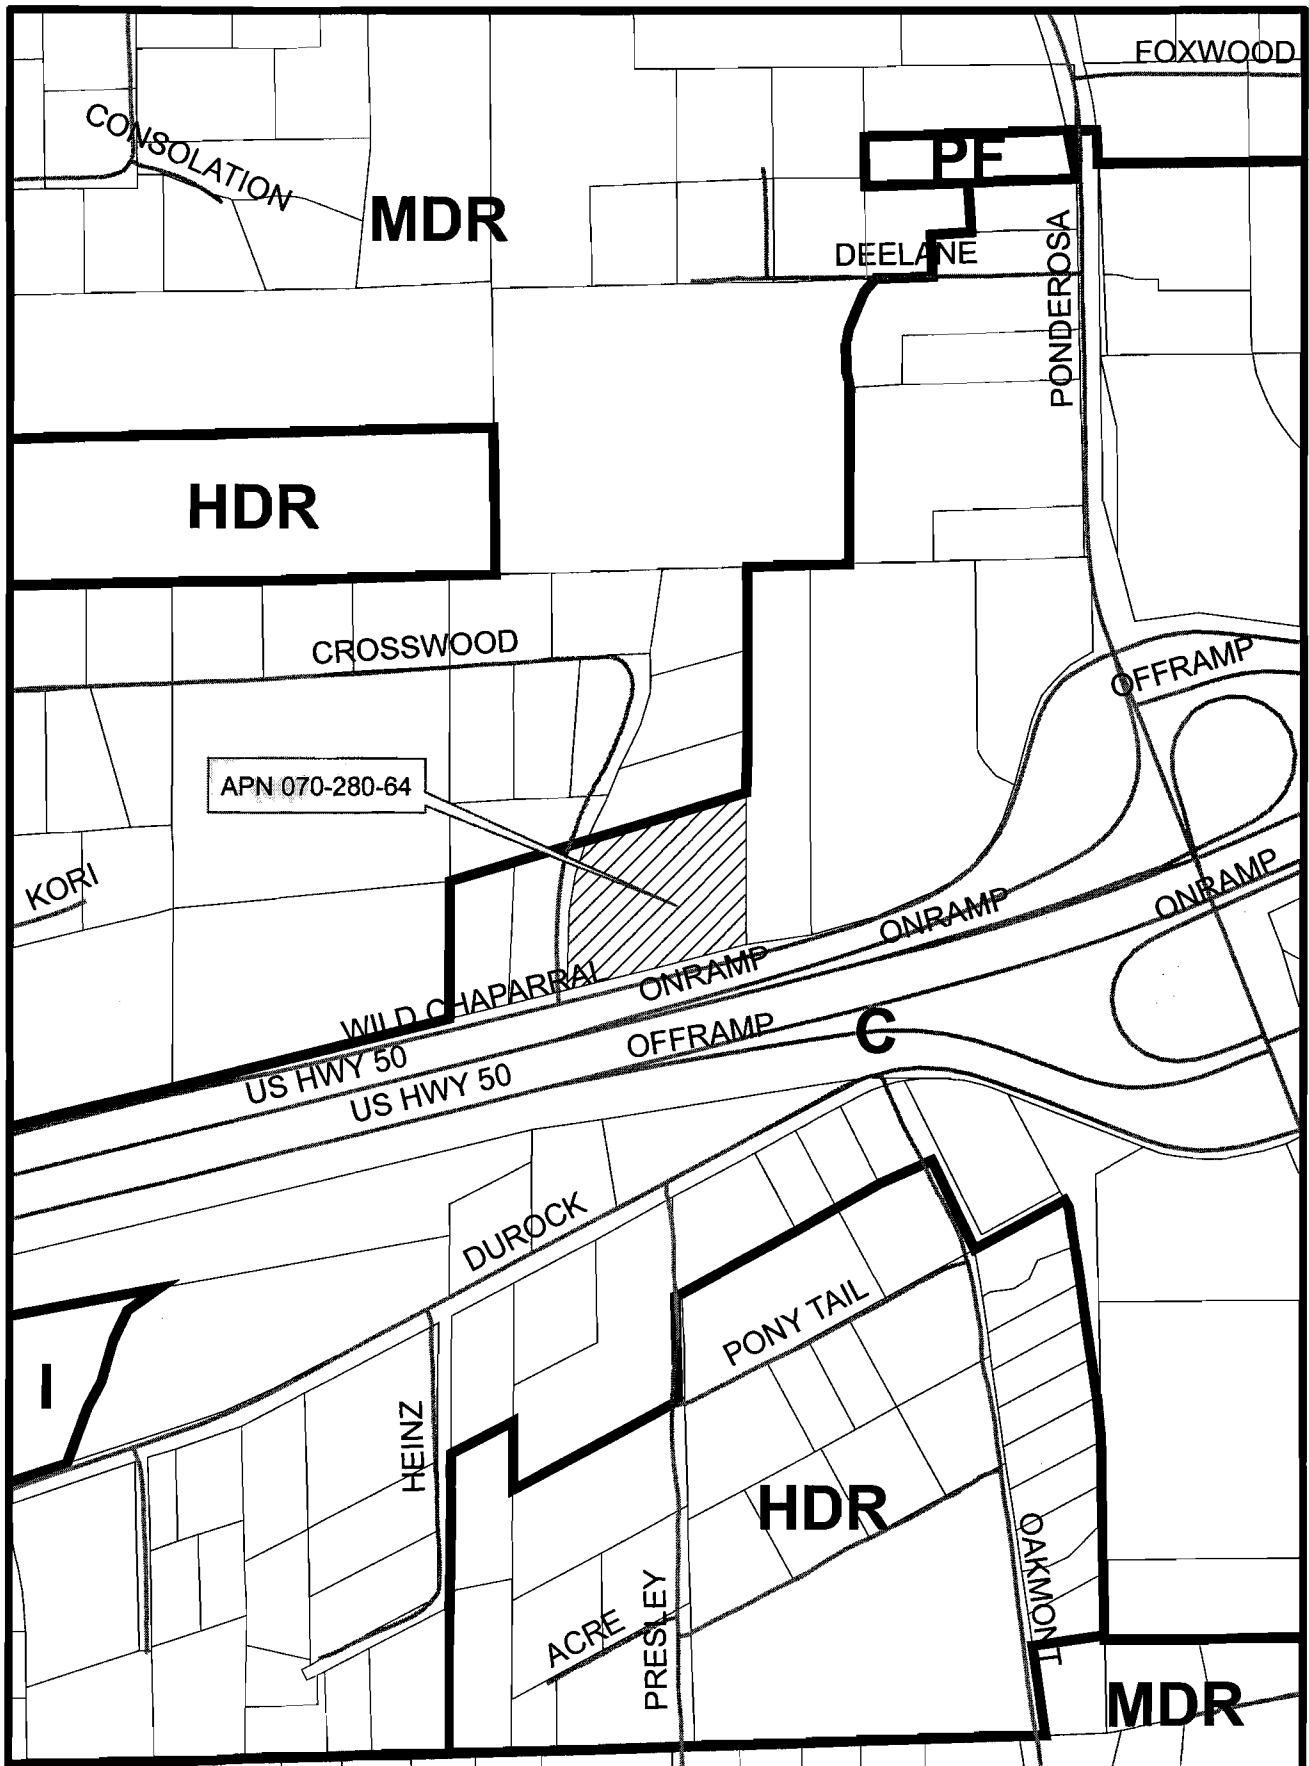 FOXWOOD
CONSOLATION
PF
MDR
DEELANE
PONDEROSA
HDR
CROSSWOOD
OFFRAMP
APN 070-280-64
KORI
ONRAMP
ONRAMP
WILD CHAPARRAL
ONRAMP
US HWY 50
OFFRAMP
C
US HWY 50
DUROCK
PONY TAIL
I
HEINZ
HDR
OAKMONT
ACRE
PRESLEY
MDR